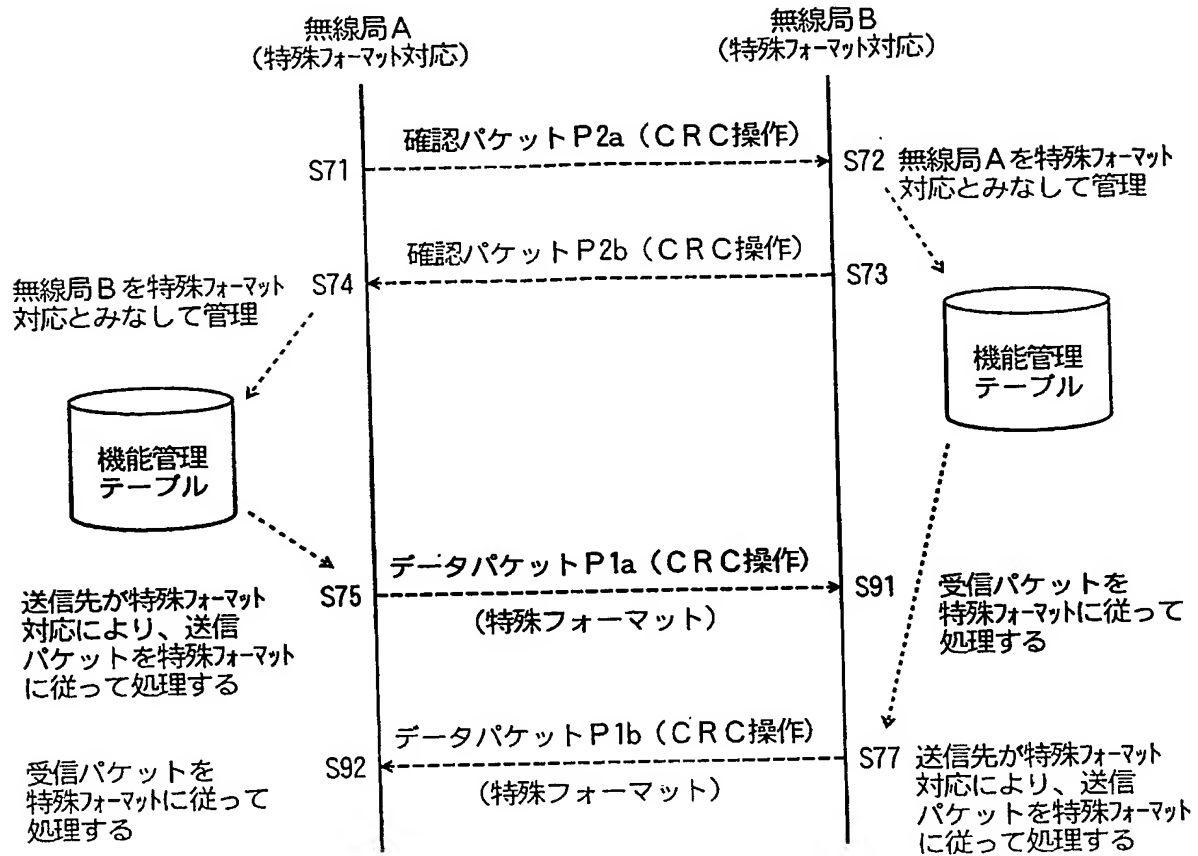 無線局A
(特殊フォーマット対応)
無線局B
(特殊フォーマット対応)
確認パケットP2a (CRC操作)
S71
S72 無線局Aを特殊フォーマット
対応とみなして管理
確認パケットP2b (CRC操作)
S73
S74
無線局Bを特殊フォーマット
対応とみなして管理
機能管理
テーブル
機能管理
テーブル
データパケットP1a (CRC操作)
(特殊フォーマット)
S75
送信先が特殊フォーマット
対応により、送信
パケットを特殊フォーマット
に従って処理する
S91
受信パケットを
特殊フォーマットに従って
処理する
データパケットP1b (CRC操作)
(特殊フォーマット)
S92
受信パケットを
特殊フォーマットに従って
処理する
S77 送信先が特殊フォーマット
対応により、送信
パケットを特殊フォーマット
に従って処理する